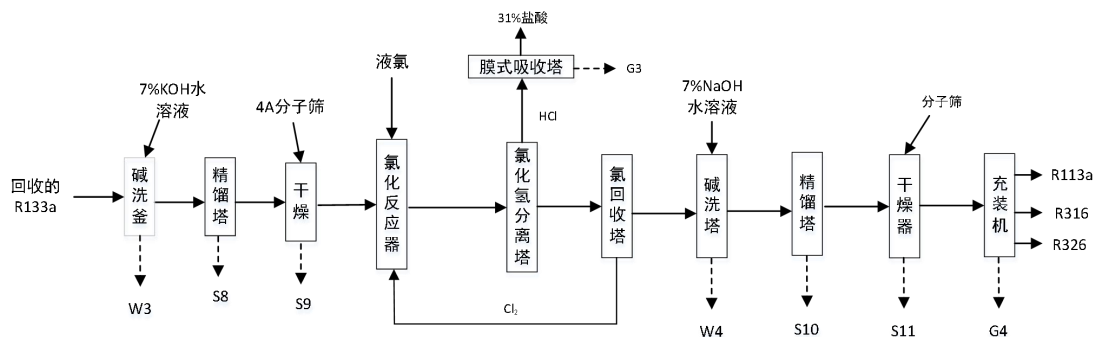 31%盐酸
膜式吸收塔
G3
液氯
7%KOH水
溶液
4A分子筛
HCl
7%NaOH
水溶液
分子筛
回收的
R133a
碱洗釜
精馏塔
干燥
氯化反应器
氯化氢分离塔
氯回收塔
碱洗塔
精馏塔
干燥器
充装机
R113a
R316
R326
W3
S8
S9
Cl₂
W4
S10
S11
G4